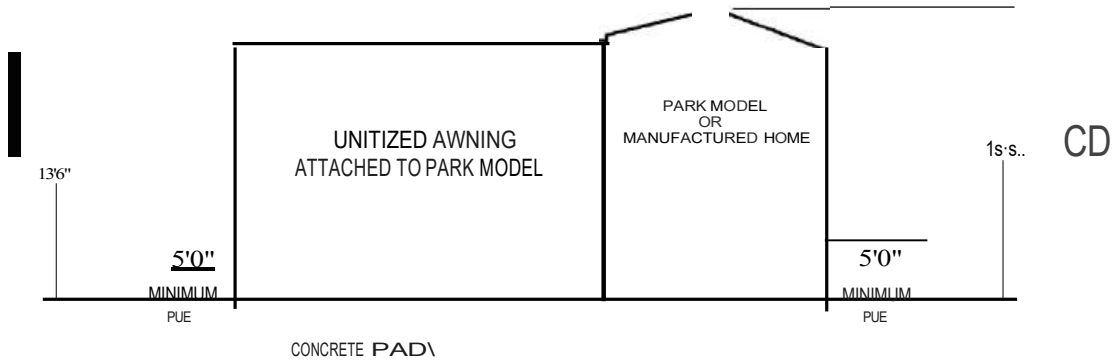 PARK MODEL
OR
MANUFACTURED HOME
UNITIZED AWNING
ATTACHED TO PARK MODEL
13'6"
1s·s..
CD
5'0"
MINIMUM
PUE
5'0"
MINIMUM
PUE
CONCRETE PAD\